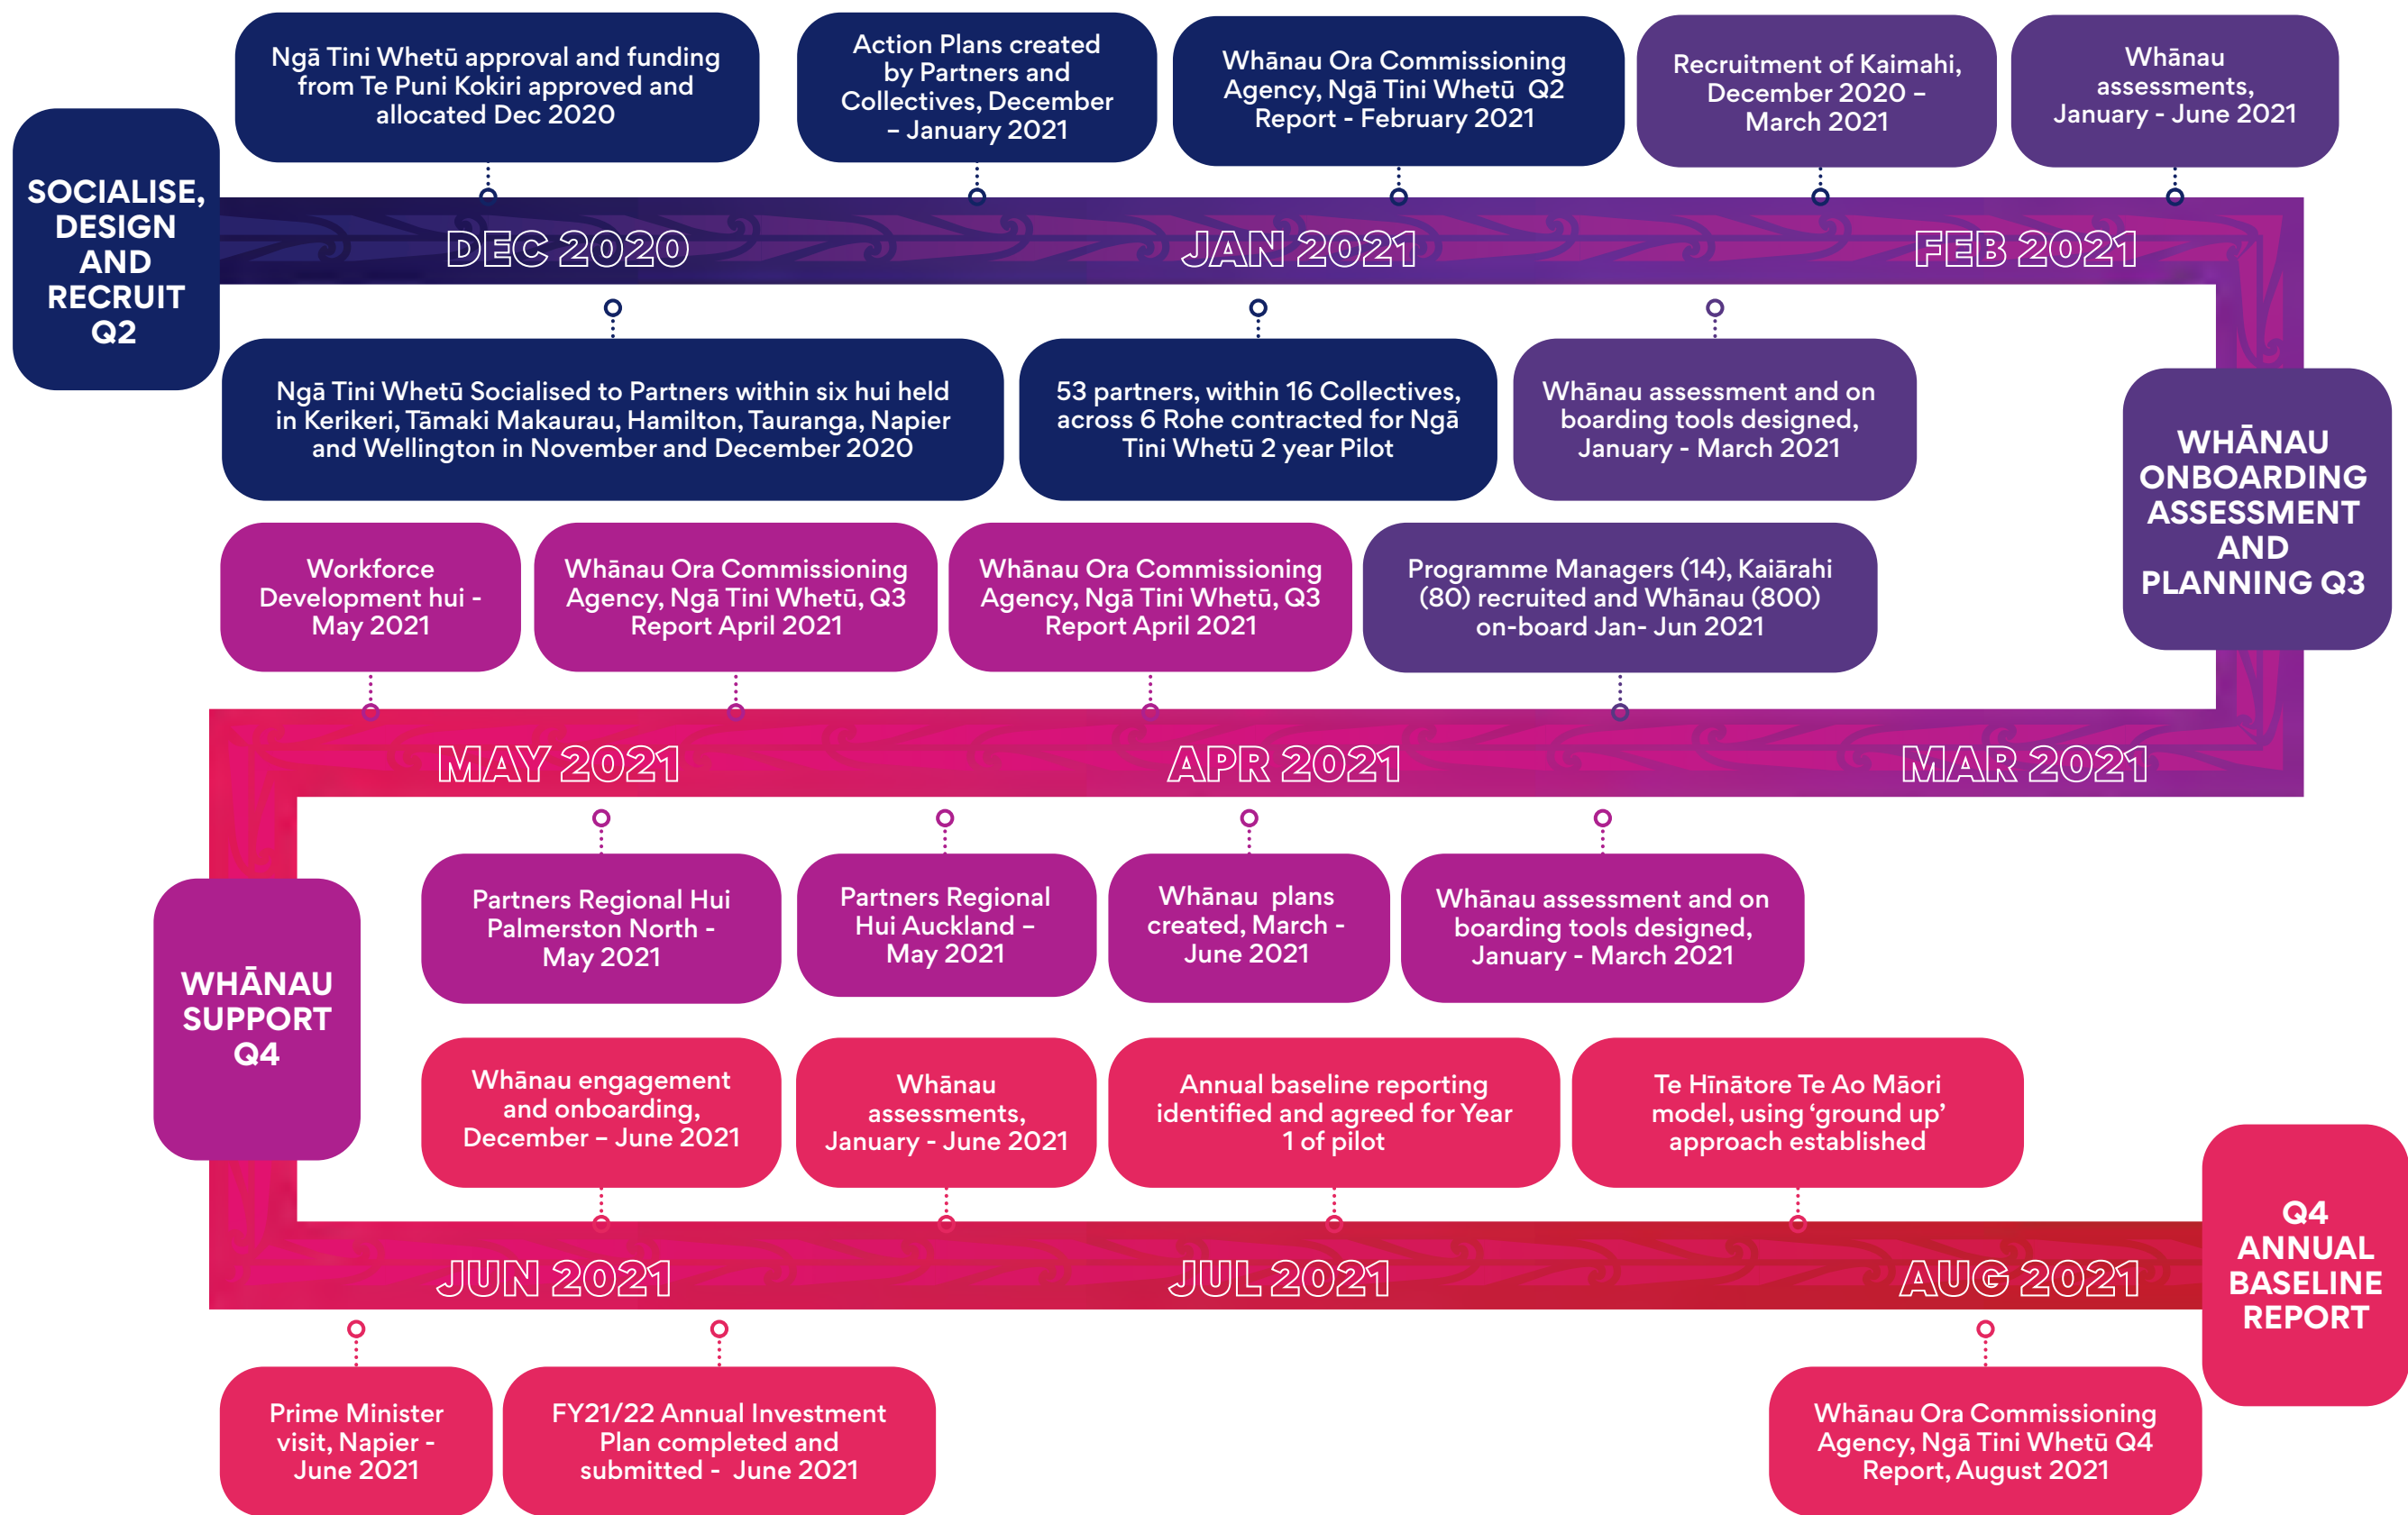 SOCIALISE,
DESIGN
AND
RECRUIT
Q2
Ngā Tini Whetū approval and funding
from Te Puni Kokiri approved and
allocated Dec 2020
Action Plans created
by Partners and
Collectives, December
– January 2021
Whānau Ora Commissioning
Agency, Ngā Tini Whetū Q2
Report - February 2021
Recruitment of Kaimahi,
December 2020 –
March 2021
Whānau
assessments,
January - June 2021
DEC 2020
JAN 2021
FEB 2021
Ngā Tini Whetū Socialised to Partners within six hui held
in Kerikeri, Tāmaki Makaurau, Hamilton, Tauranga, Napier
and Wellington in November and December 2020
53 partners, within 16 Collectives,
across 6 Rohe contracted for Ngā
Tini Whetū 2 year Pilot
Whānau assessment and on
boarding tools designed,
January - March 2021
WHĀNAU
ONBOARDING
ASSESSMENT
AND
PLANNING Q3
Workforce
Development hui -
May 2021
Whānau Ora Commissioning
Agency, Ngā Tini Whetū, Q3
Report April 2021
Whānau Ora Commissioning
Agency, Ngā Tini Whetū, Q3
Report April 2021
Programme Managers (14), Kaiārahi
(80) recruited and Whānau (800)
on-board Jan- Jun 2021
MAY 2021
APR 2021
MAR 2021
Partners Regional Hui
Palmerston North -
May 2021
Partners Regional
Hui Auckland –
May 2021
Whānau plans
created, March -
June 2021
Whānau assessment and on
boarding tools designed,
January - March 2021
WHĀNAU
SUPPORT
Q4
Whānau engagement
and onboarding,
December – June 2021
Whānau
assessments,
January - June 2021
Annual baseline reporting
identified and agreed for Year
1 of pilot
Te Hīnātore Te Ao Māori
model, using ‘ground up’
approach established
JUN 2021
JUL 2021
AUG 2021
Q4
ANNUAL
BASELINE
REPORT
Prime Minister
visit, Napier -
June 2021
FY21/22 Annual Investment
Plan completed and
submitted - June 2021
Whānau Ora Commissioning
Agency, Ngā Tini Whetū Q4
Report, August 2021